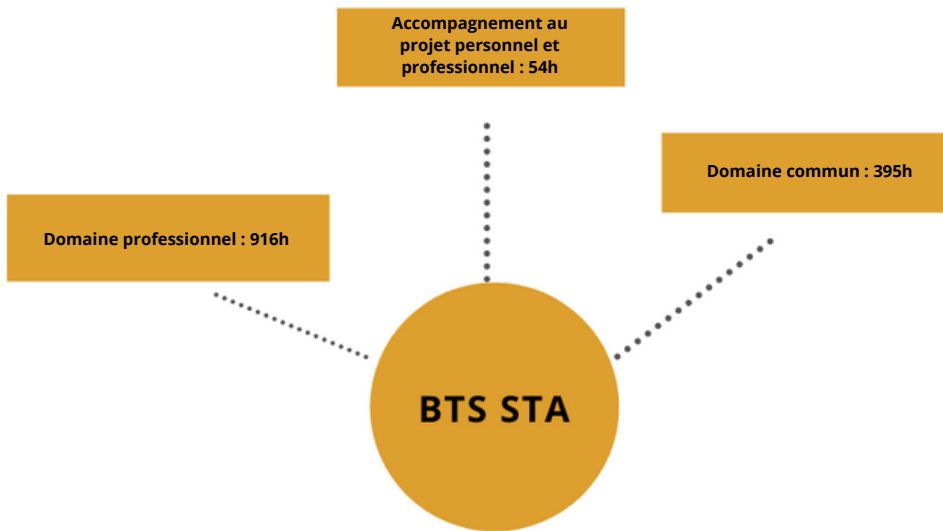 Accompagnement au
projet personnel et
professionnel : 54h
Domaine commun : 395h
Domaine professionnel : 916h
BTS STA